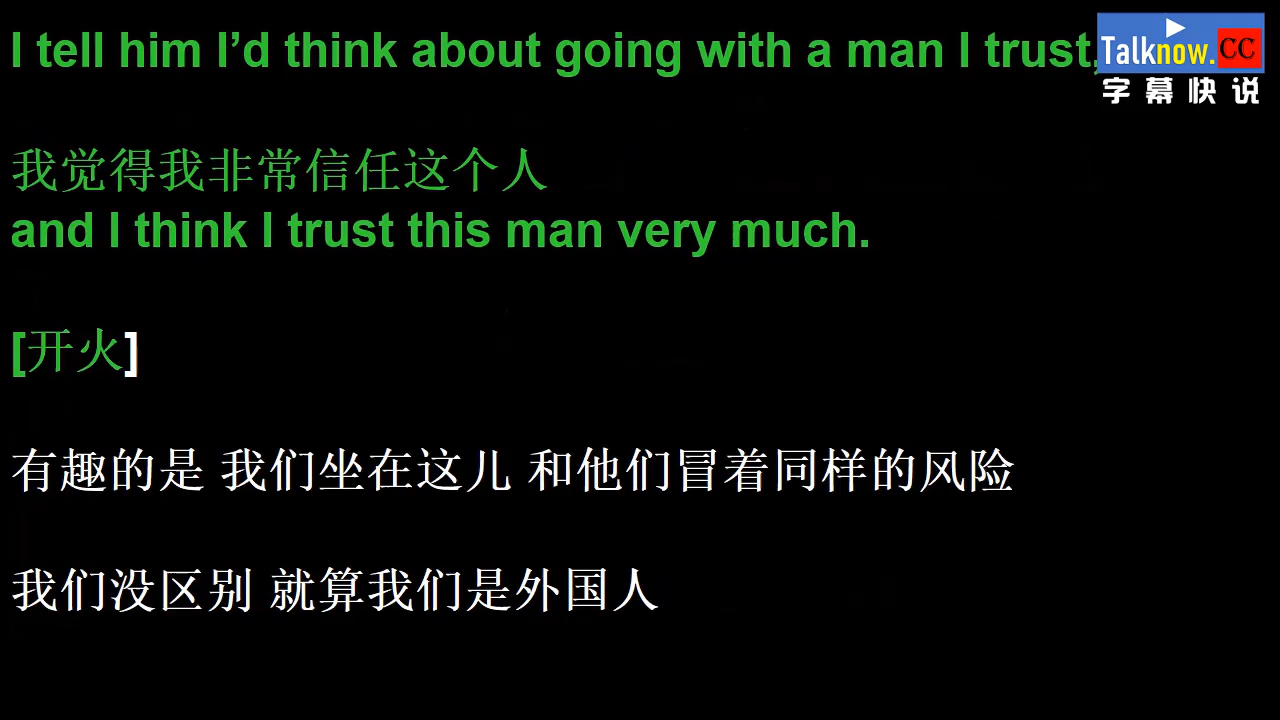 I tell him I’d think about going with a man I trust,
Talknow.CC
字幕快说
我觉得我非常信任这个人
and I think I trust this man very much.
[开火]
有趣的是 我们坐在这儿 和他们冒着同样的风险
我们没区别 就算我们是外国人